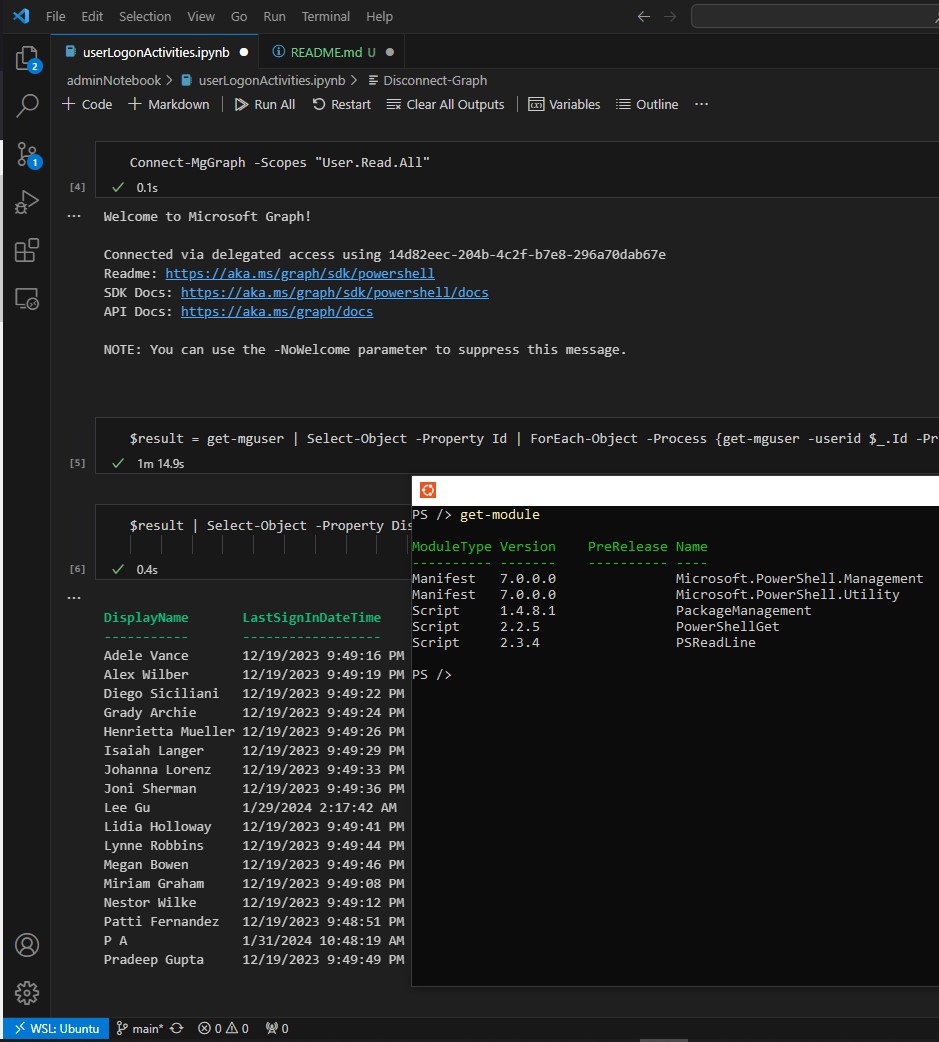 File Edit Selection View Go Run Terminal Help
userLogonActivities.ipynb
README.md U
2
adminNotebook > userLogonActivities.ipynb > Disconnect-Graph
+ Code + Markdown Run All Restart Clear All Outputs Variables Outline ...
1
Connect-MgGraph -Scopes "User.Read.All"
[4] ✓ 0.1s
... Welcome to Microsoft Graph!
Connected via delegated access using 14d82eec-204b-4c2f-b7e8-296a70dab67e
Readme: https://aka.ms/graph/sdk/powershell
SDK Docs: https://aka.ms/graph/sdk/powershell/docs
API Docs: https://aka.ms/graph/docs
NOTE: You can use the -NoWelcome parameter to suppress this message.
$result = get-mguser | Select-Object -Property Id | ForEach-Object -Process {get-mguser -userid $_.Id -Pr
[5] ✓ 1m 14.9s
$result | Select-Object -Property Dis
[6] ✓ 0.4s
...
DisplayName LastSignInDateTime
----------- ------------------
Adele Vance 12/19/2023 9:49:16 PM
Alex Wilber 12/19/2023 9:49:19 PM
Diego Siciliani 12/19/2023 9:49:22 PM
Grady Archie 12/19/2023 9:49:24 PM
Henrietta Mueller 12/19/2023 9:49:26 PM
Isaiah Langer 12/19/2023 9:49:29 PM
Johanna Lorenz 12/19/2023 9:49:33 PM
Joni Sherman 12/19/2023 9:49:36 PM
Lee Gu 1/29/2024 2:17:42 AM
Lidia Holloway 12/19/2023 9:49:41 PM
Lynne Robbins 12/19/2023 9:49:44 PM
Megan Bowen 12/19/2023 9:49:46 PM
Miriam Graham 12/19/2023 9:49:08 PM
Nestor Wilke 12/19/2023 9:49:12 PM
Patti Fernandez 12/19/2023 9:48:51 PM
P A 1/31/2024 10:48:19 AM
Pradeep Gupta 12/19/2023 9:49:49 PM
PS /> get-module
ModuleType Version PreRelease Name
---------- ------- ---------- ----
Manifest 7.0.0.0 Microsoft.PowerShell.Management
Manifest 7.0.0.0 Microsoft.PowerShell.Utility
Script 1.4.8.1 PackageManagement
Script 2.2.5 PowerShellGet
Script 2.3.4 PSReadLine
PS />
WSL: Ubuntu main* 0 0 0